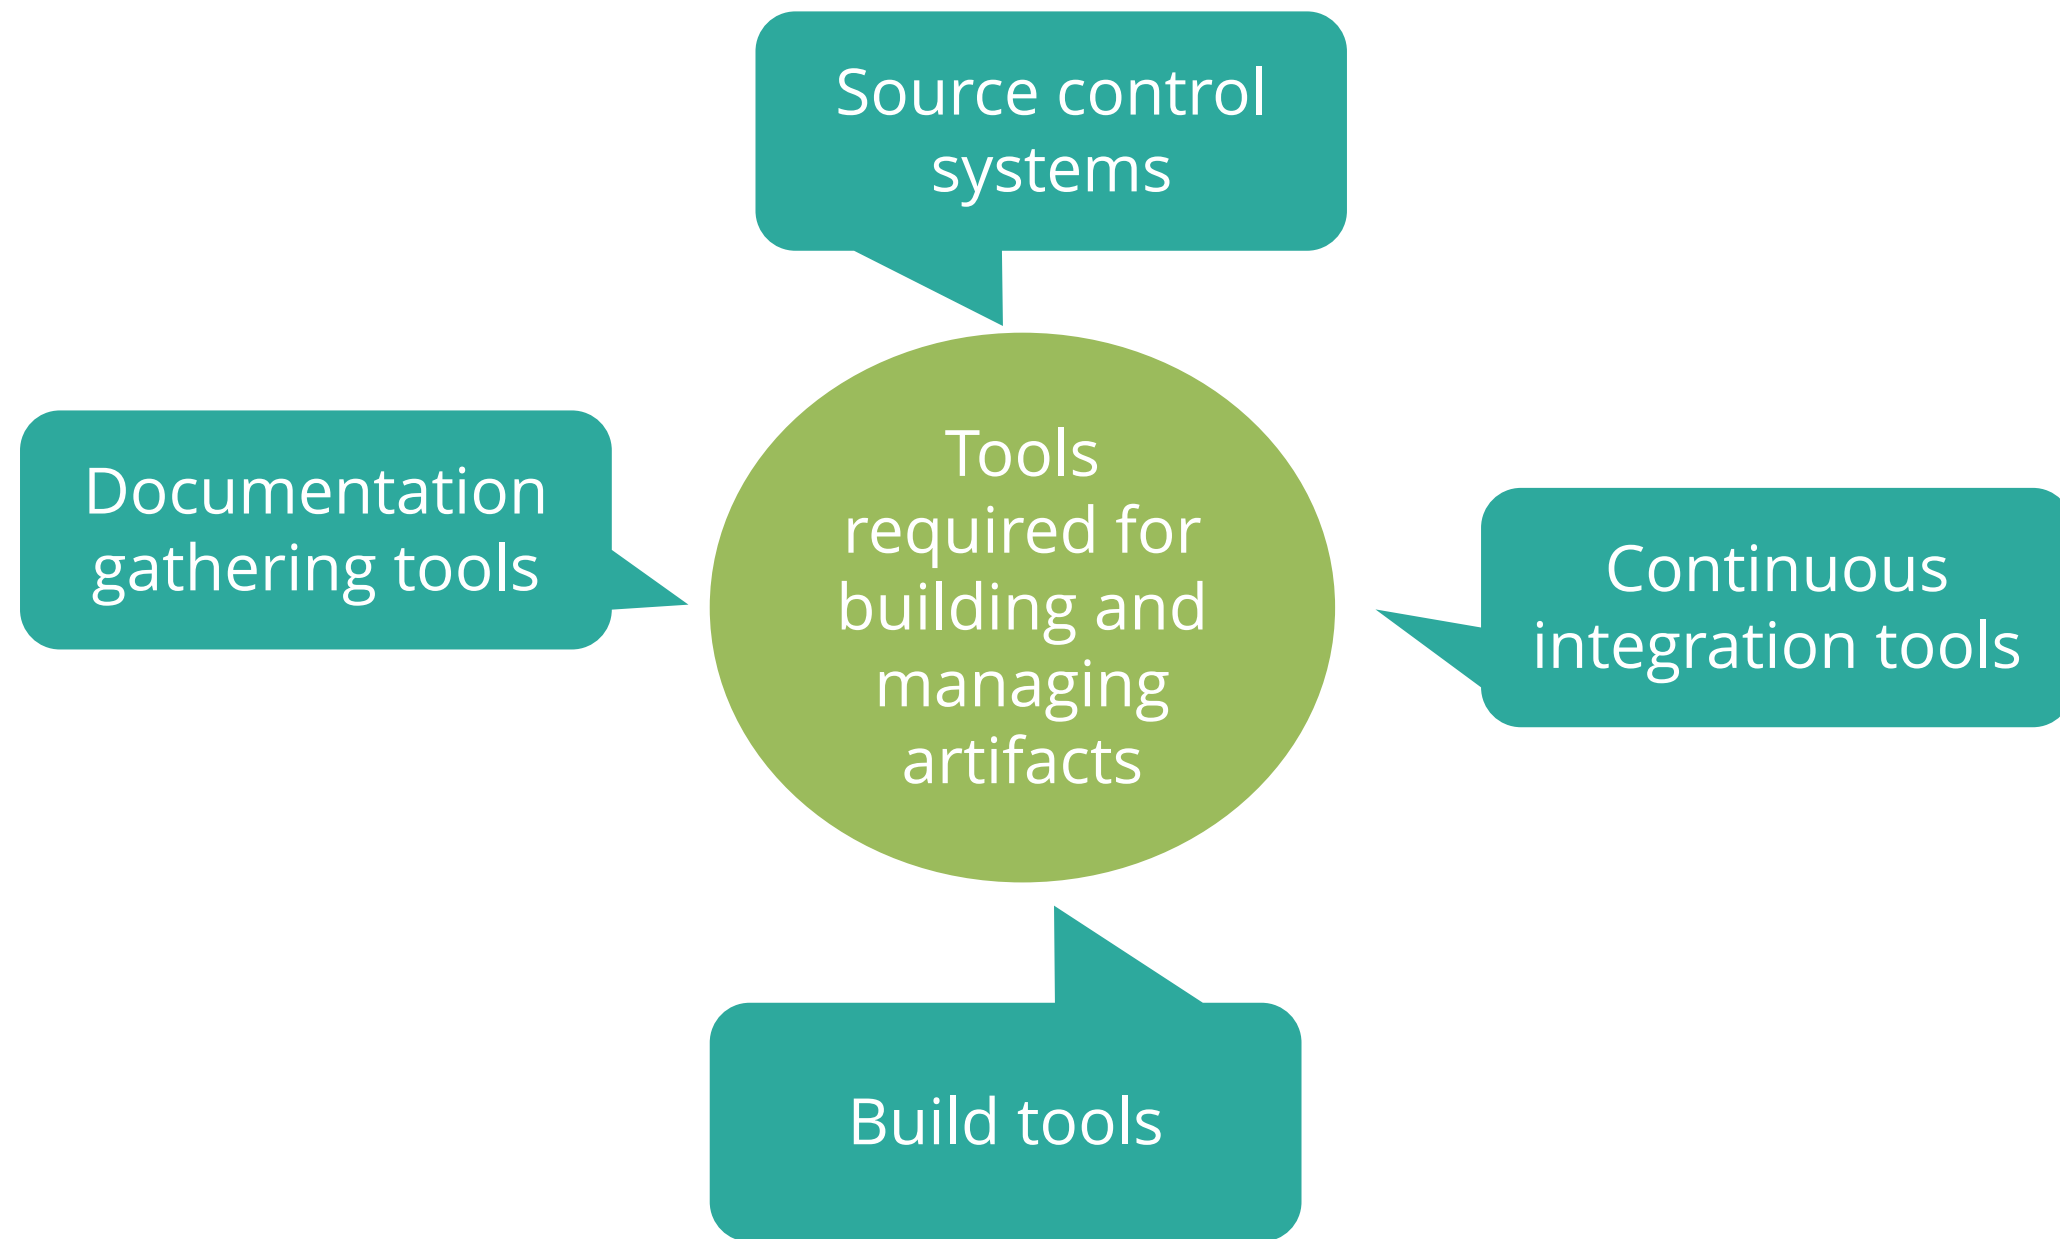 Source control
systems
Documentation
gathering tools
Tools
required for
building and
managing
artifacts
Continuous
integration tools
Build tools